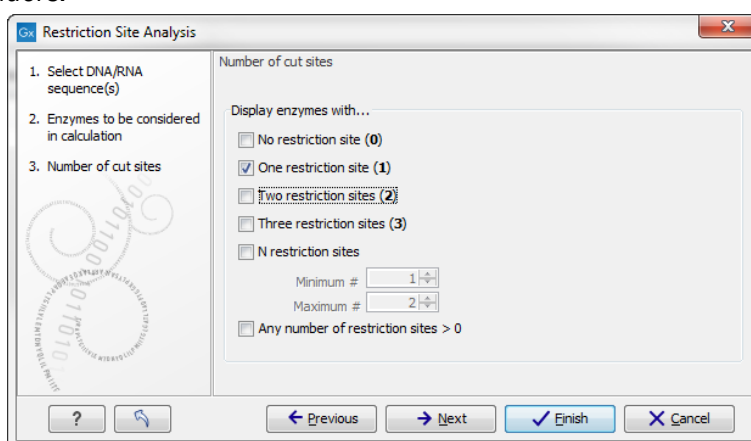 Gx Restriction Site Analysis
1. Select DNA/RNA
sequence(s)
2. Enzymes to be considered
in calculation
3. Number of cut sites
Number of cut sites
Display enzymes with...
No restriction site (0)
One restriction site (1)
Two restriction sites (2)
Three restriction sites (3)
N restriction sites
Minimum # 1
Maximum # 2
Any number of restriction sites > 0
? Previous Next Finish Cancel